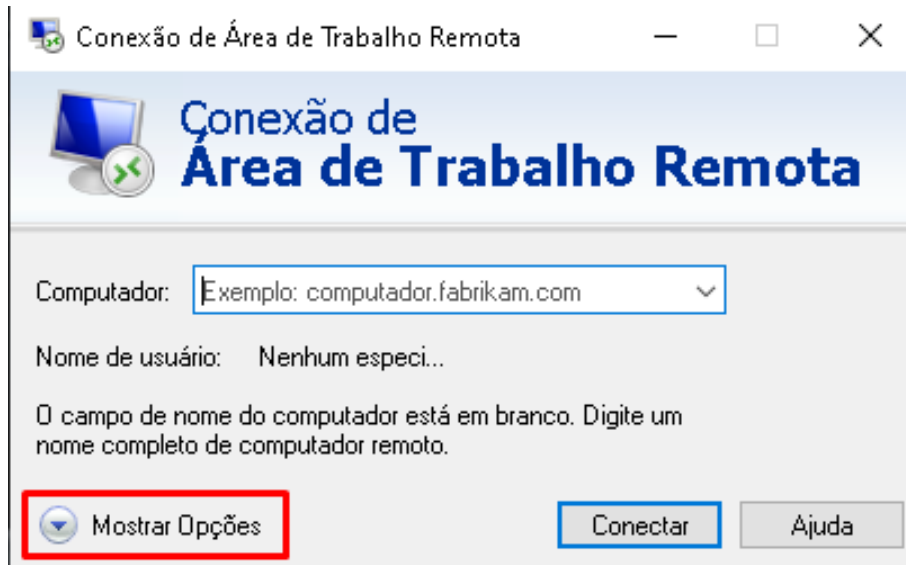 Conexão de Área de Trabalho Remota
Conexão de
Área de Trabalho Remota
Computador: Exemplo: computador.fabrikam.com
Nome de usuário: Nenhum especi...
O campo de nome do computador está em branco. Digite um
nome completo de computador remoto.
Mostrar Opções Conectar Ajuda